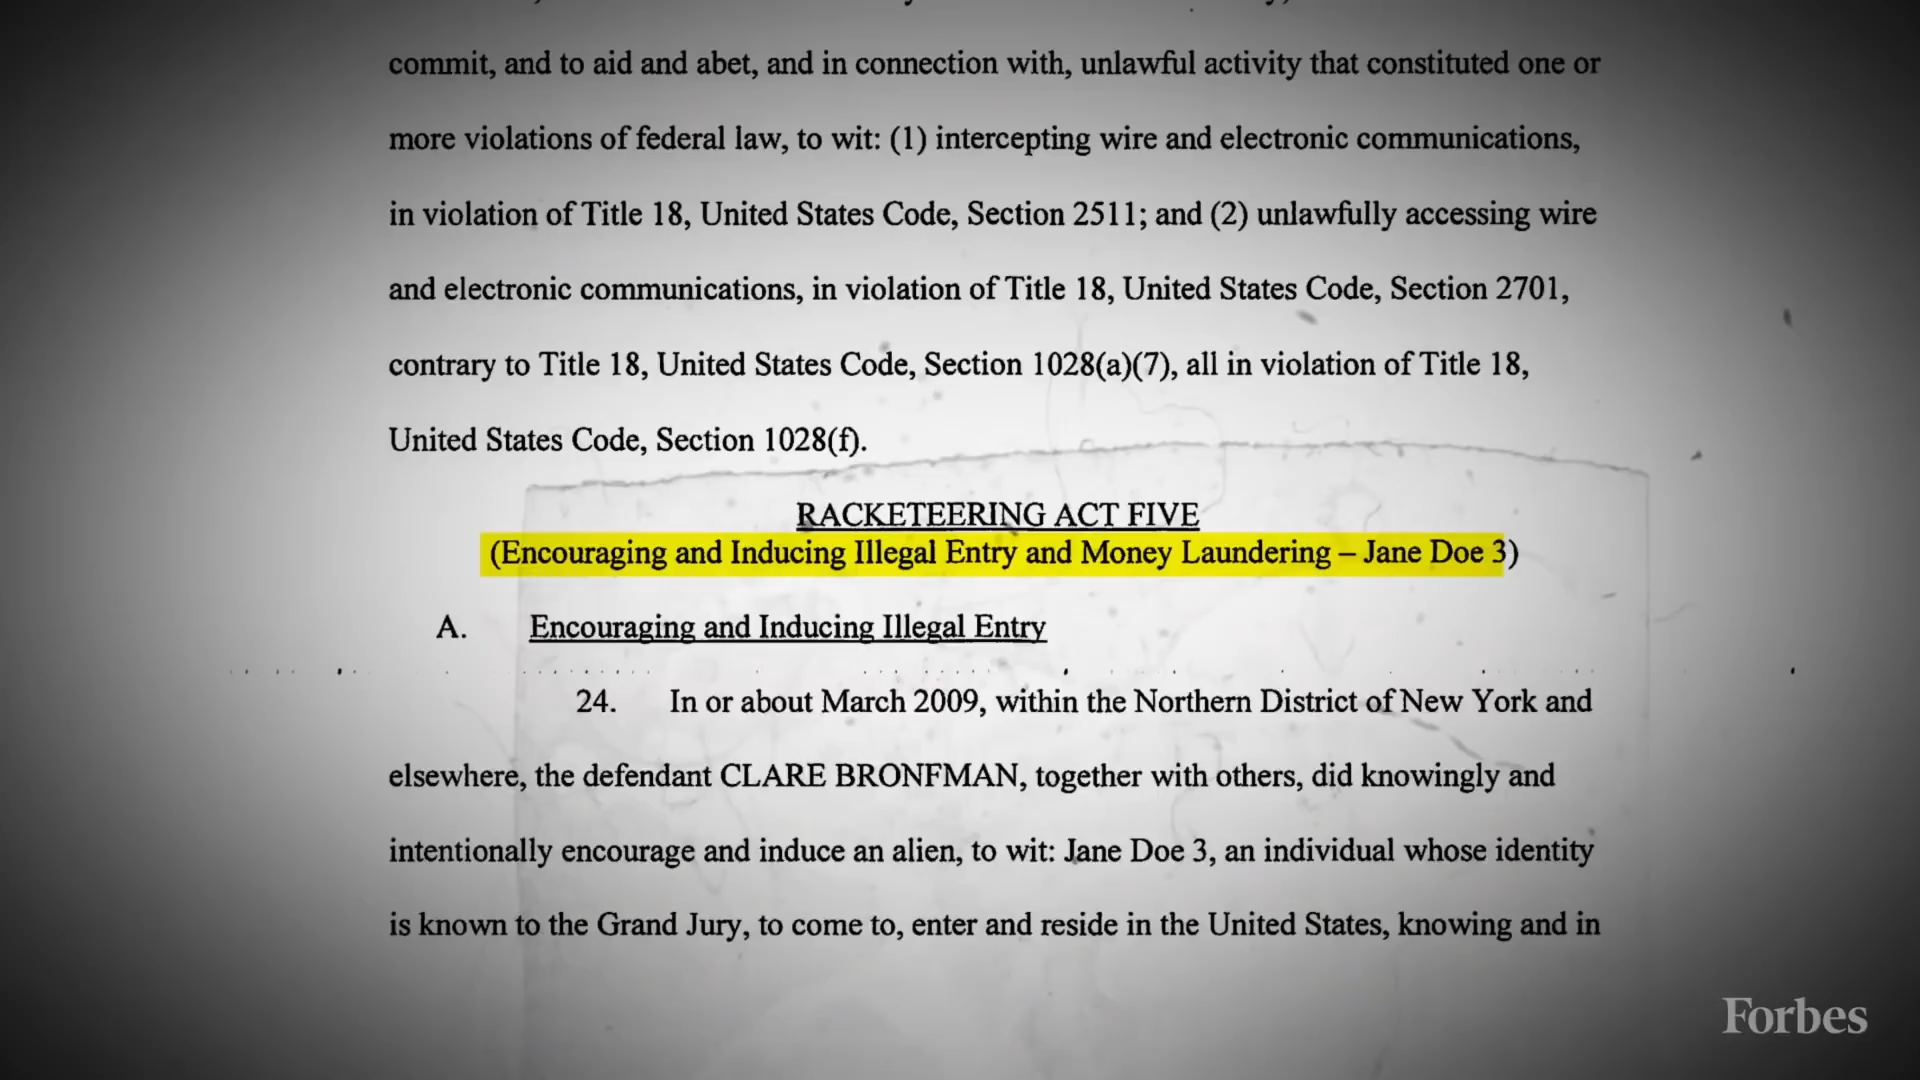 commit, and to aid and abet, and in connection with, unlawful activity that constituted one or
more violations of federal law, to wit: (1) intercepting wire and electronic communications,
in violation of Title 18, United States Code, Section 2511; and (2) unlawfully accessing wire
and electronic communications, in violation of Title 18, United States Code, Section 2701,
contrary to Title 18, United States Code, Section 1028(a)(7), all in violation of Title 18,
United States Code, Section 1028(f).
RACKETEERING ACT FIVE
(Encouraging and Inducing Illegal Entry and Money Laundering – Jane Doe 3)
A. Encouraging and Inducing Illegal Entry
24. In or about March 2009, within the Northern District of New York and
elsewhere, the defendant CLARE BRONFMAN, together with others, did knowingly and
intentionally encourage and induce an alien, to wit: Jane Doe 3, an individual whose identity
is known to the Grand Jury, to come to, enter and reside in the United States, knowing and in
Forbes